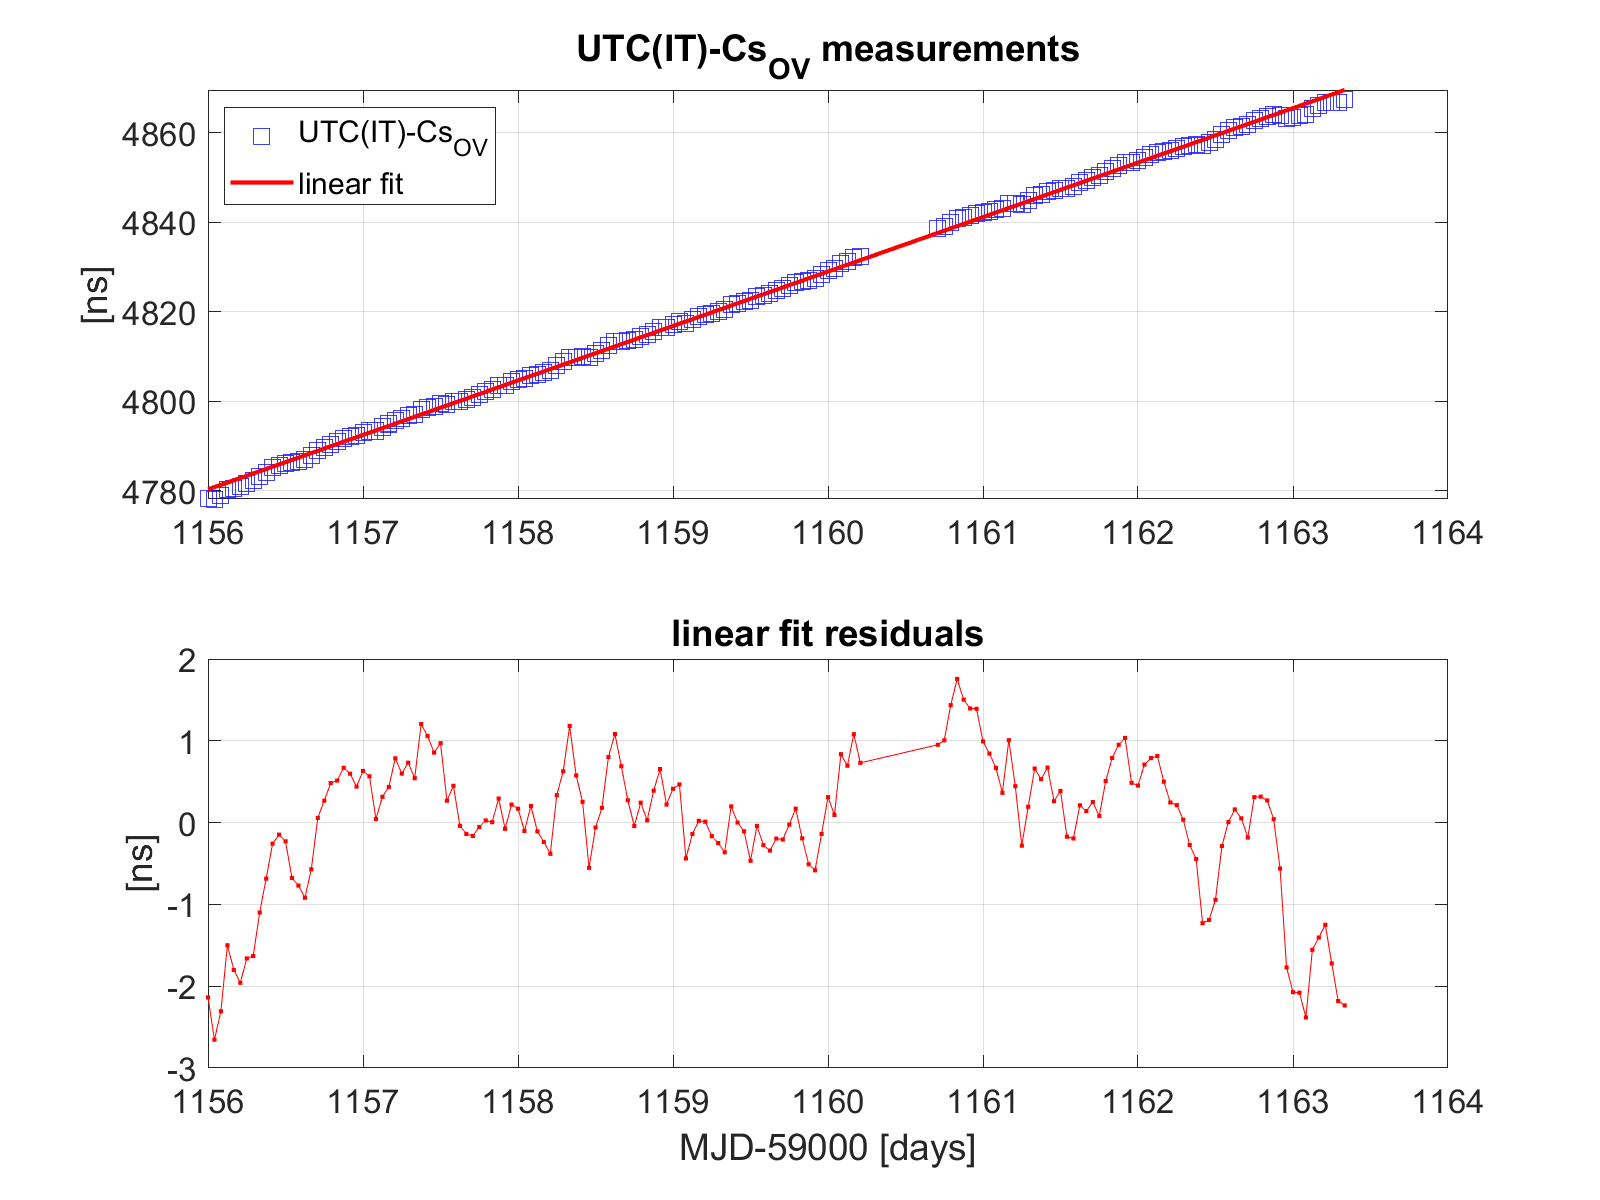 UTC(IT)-CsOV measurements
UTC(IT)-CsOV
linear fit
[ns]
4860
4840
4820
4800
4780
1156 1157 1158 1159 1160 1161 1162 1163 1164
linear fit residuals
[ns]
2
1
0
-1
-2
-3
1156 1157 1158 1159 1160 1161 1162 1163 1164
MJD-59000 [days]